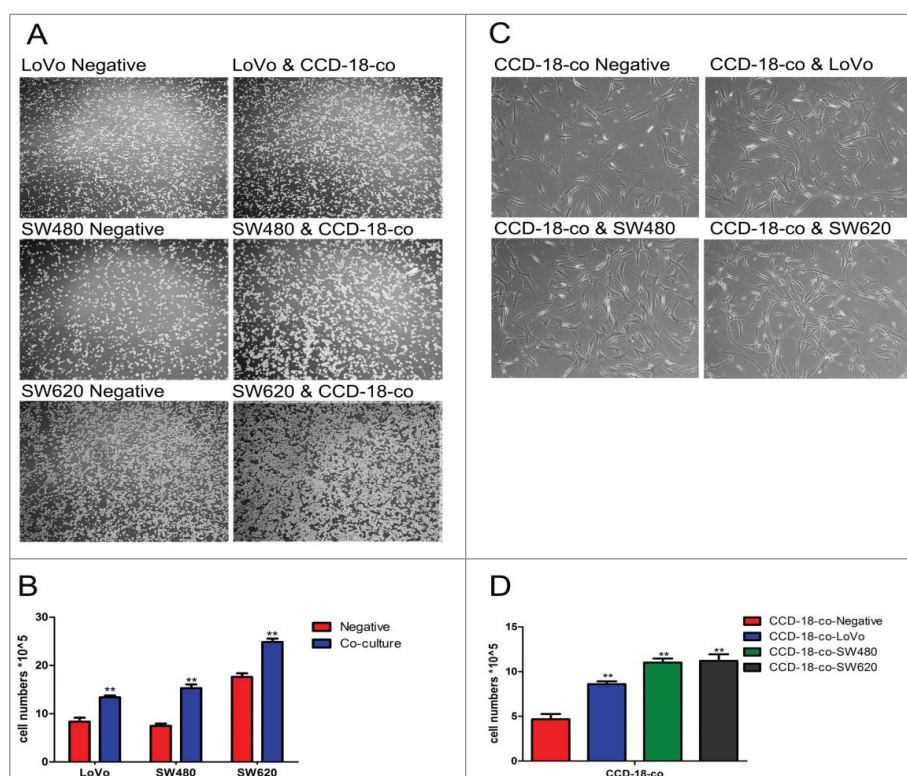 A
LoVo Negative
LoVo & CCD-18-co
SW480 Negative
SW480 & CCD-18-co
SW620 Negative
SW620 & CCD-18-co
C
CCD-18-co Negative
CCD-18-co & LoVo
CCD-18-co & SW480
CCD-18-co & SW620
B
cell numbers *10^5
30
20
10
0
**
**
**
LoVo
SW480
SW620
Negative
Co-culture
D
cell numbers *10^5
15
10
5
0
**
**
**
CCD-18-co
CCD-18-co-Negative
CCD-18-co-LoVo
CCD-18-co-SW480
CCD-18-co-SW620